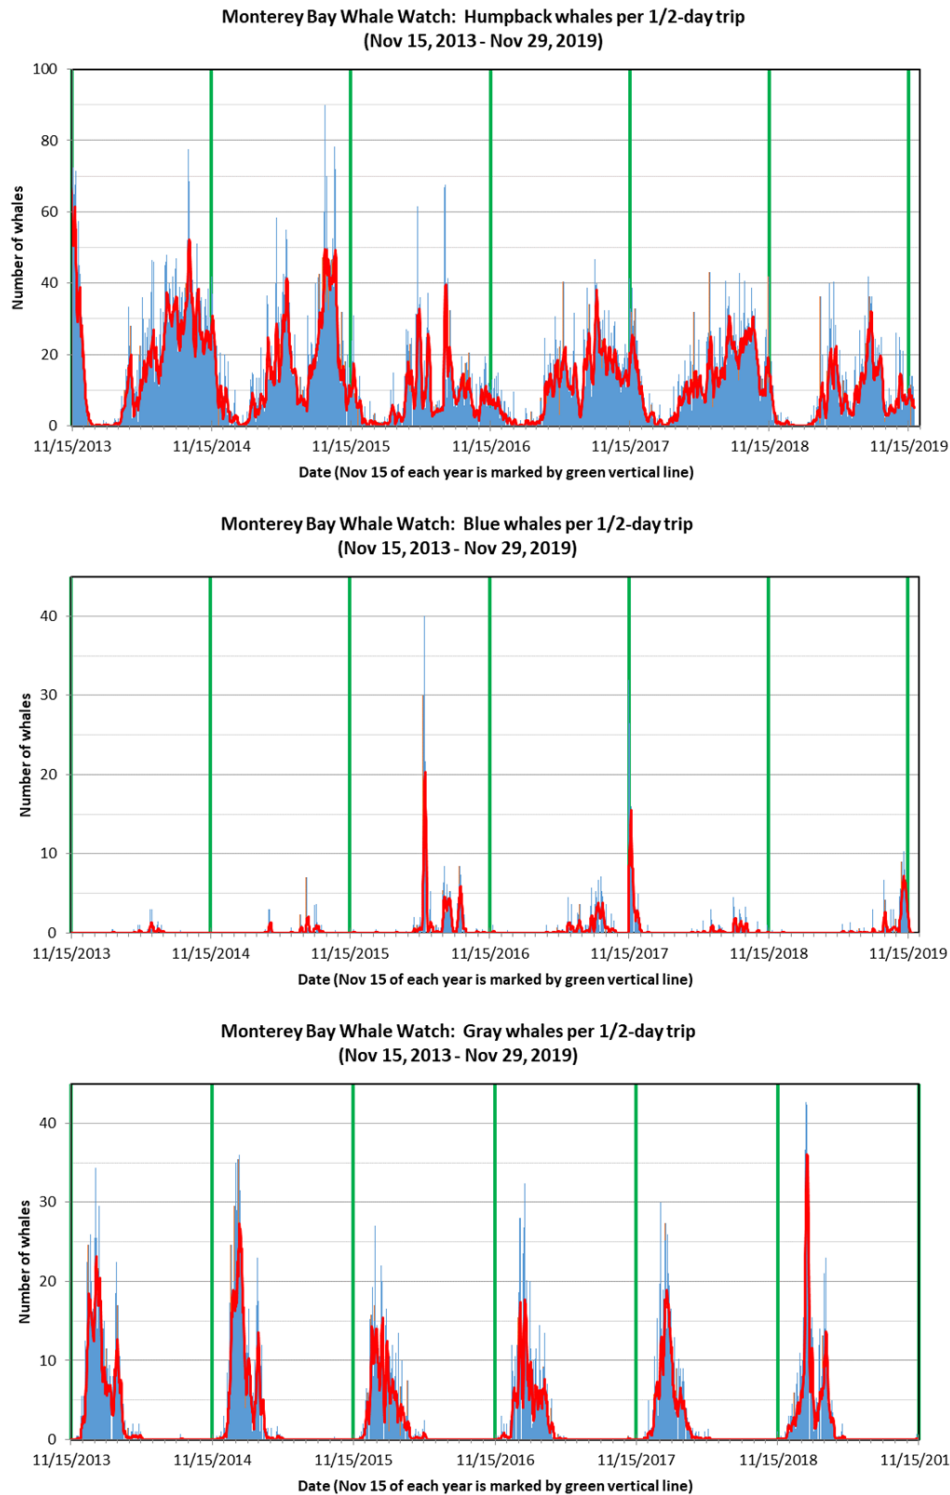 Monterey Bay Whale Watch: Humpback whales per 1/2-day trip
(Nov 15, 2013 - Nov 29, 2019)
100
80
60
40
20
0
Number of whales
11/15/2013 11/15/2014 11/15/2015 11/15/2016 11/15/2017 11/15/2018 11/15/2019
Date (Nov 15 of each year is marked by green vertical line)
Monterey Bay Whale Watch: Blue whales per 1/2-day trip
(Nov 15, 2013 - Nov 29, 2019)
40
30
20
10
0
Number of whales
11/15/2013 11/15/2014 11/15/2015 11/15/2016 11/15/2017 11/15/2018 11/15/2019
Date (Nov 15 of each year is marked by green vertical line)
Monterey Bay Whale Watch: Gray whales per 1/2-day trip
(Nov 15, 2013 - Nov 29, 2019)
40
30
20
10
0
Number of whales
11/15/2013 11/15/2014 11/15/2015 11/15/2016 11/15/2017 11/15/2018 11/15/201
Date (Nov 15 of each year is marked by green vertical line)